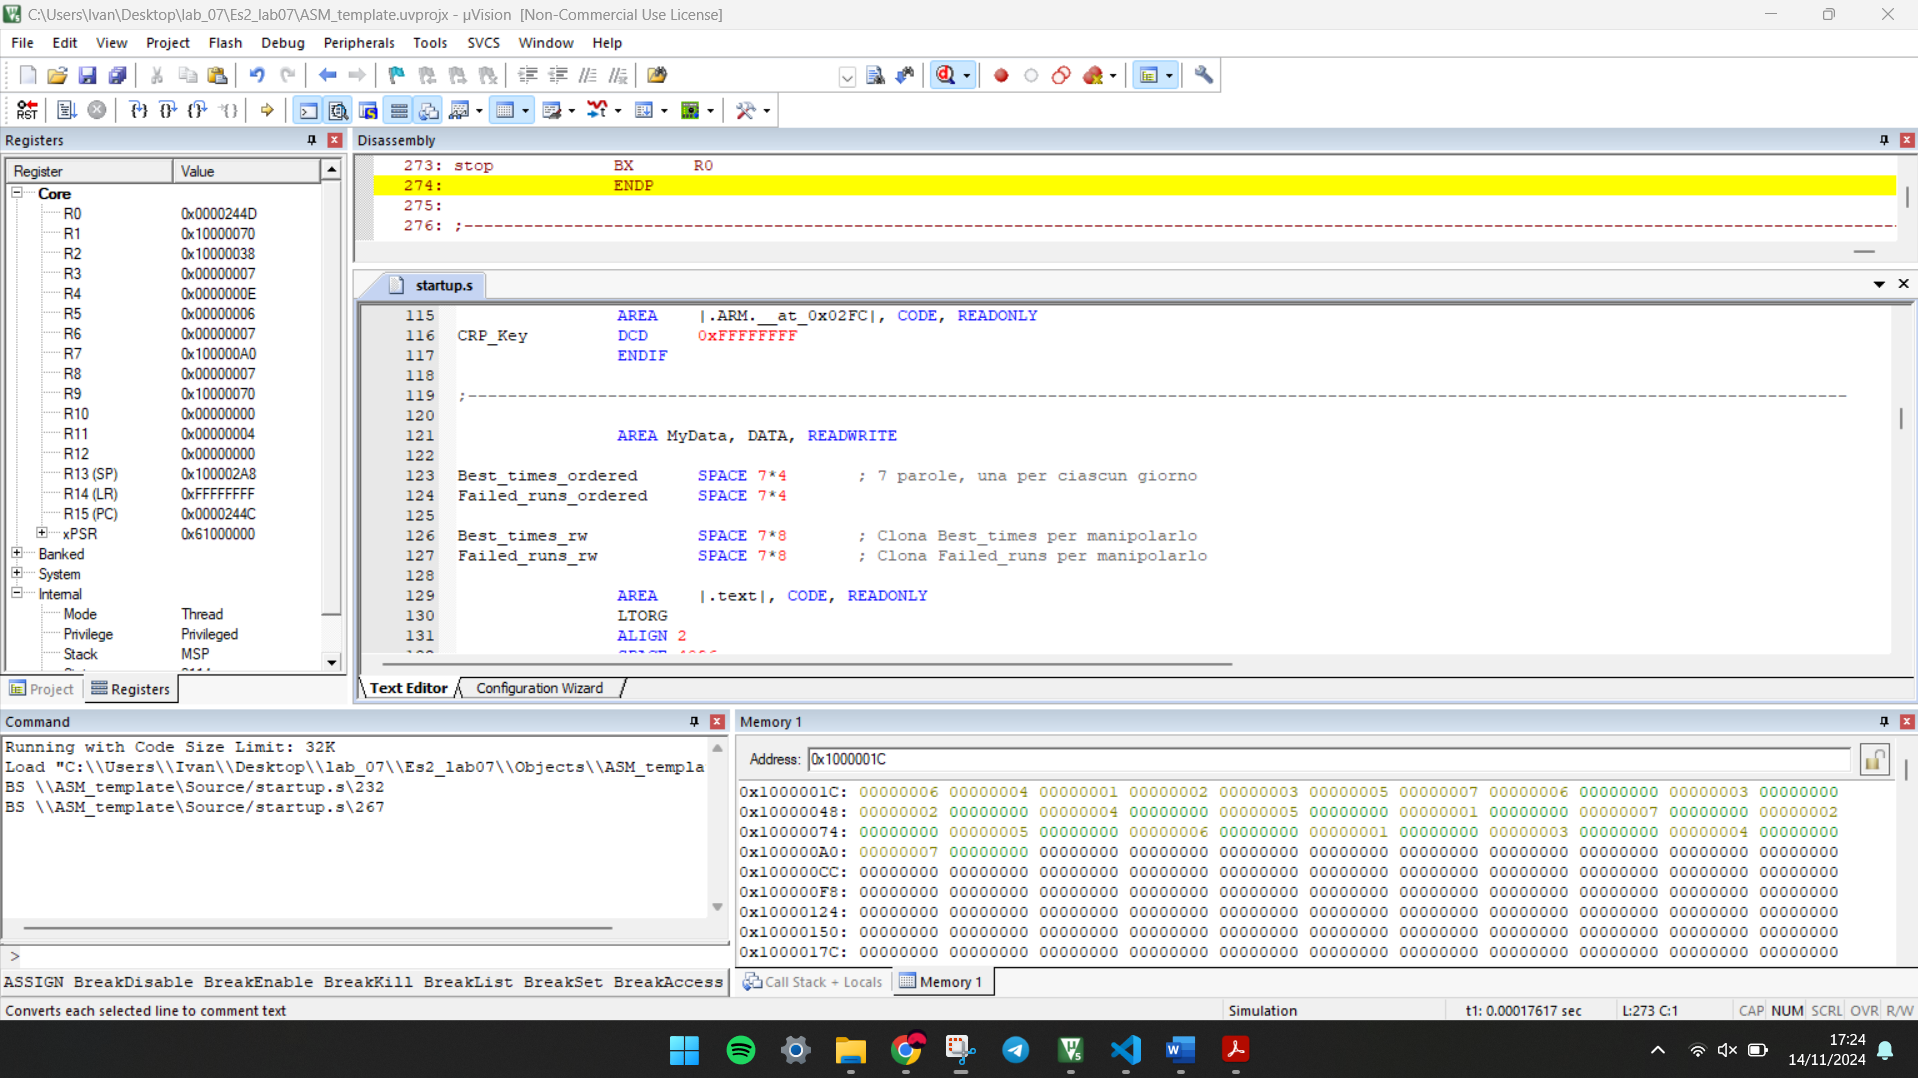 C:\Users\Ivan\Desktop\lab_07\Es2_lab07\ASM_template.uvprojx - µVision [Non-Commercial Use License]
File Edit View Project Flash Debug Peripherals Tools SVCS Window Help
RST
Registers
Register Value
Core
R0 0x0000244D
R1 0x10000070
R2 0x10000038
R3 0x00000007
R4 0x0000000E
R5 0x00000006
R6 0x00000007
R7 0x100000A0
R8 0x00000007
R9 0x10000070
R10 0x00000000
R11 0x00000004
R12 0x00000000
R13 (SP) 0x100002A8
R14 (LR) 0xFFFFFFFF
R15 (PC) 0x0000244C
xPSR 0x61000000
Banked
System
Internal
Mode Thread
Privilege Privileged
Stack MSP
Project Registers
Disassembly
273: stop BX R0
274: ENDP
275:
276: ;----------------------------------------------------------------
startup.s
115 AREA |.ARM.__at_0x02FC|, CODE, READONLY
116 CRP_Key DCD 0xFFFFFFFF
117 ENDIF
118
119 ;----------------------------------------------------------------
120
121 AREA MyData, DATA, READWRITE
122
123 Best_times_ordered SPACE 7*4 ; 7 parole, una per ciascun giorno
124 Failed_runs_ordered SPACE 7*4
125
126 Best_times_rw SPACE 7*8 ; Clona Best_times per manipolarlo
127 Failed_runs_rw SPACE 7*8 ; Clona Failed_runs per manipolarlo
128
129 AREA |.text|, CODE, READONLY
130 LTORG
131 ALIGN 2
Text Editor Configuration Wizard
Command
Running with Code Size Limit: 32K
Load "C:\\Users\\Ivan\\Desktop\\lab_07\\Es2_lab07\\Objects\\ASM_templa
BS \\ASM_template\Source/startup.s\232
BS \\ASM_template\Source/startup.s\267
>
ASSIGN BreakDisable BreakEnable BreakKill BreakList BreakSet BreakAccess
Memory 1
Address: 0x1000001C
0x1000001C: 00000006 00000004 00000001 00000002 00000003 00000005 00000007 00000006 00000000 00000003 00000000
0x10000048: 00000002 00000000 00000004 00000000 00000005 00000000 00000001 00000000 00000007 00000000 00000002
0x10000074: 00000000 00000005 00000000 00000006 00000000 00000001 00000000 00000003 00000000 00000004 00000000
0x100000A0: 00000007 00000000 00000000 00000000 00000000 00000000 00000000 00000000 00000000 00000000 00000000
0x100000CC: 00000000 00000000 00000000 00000000 00000000 00000000 00000000 00000000 00000000 00000000 00000000
0x100000F8: 00000000 00000000 00000000 00000000 00000000 00000000 00000000 00000000 00000000 00000000 00000000
0x10000124: 00000000 00000000 00000000 00000000 00000000 00000000 00000000 00000000 00000000 00000000 00000000
0x10000150: 00000000 00000000 00000000 00000000 00000000 00000000 00000000 00000000 00000000 00000000 00000000
0x1000017C: 00000000 00000000 00000000 00000000 00000000 00000000 00000000 00000000 00000000 00000000 00000000
Call Stack + Locals Memory 1
Converts each selected line to comment text Simulation t1: 0.00017617 sec L:273 C:1 CAP NUM SCRL OVR R/W
17:24
14/11/2024